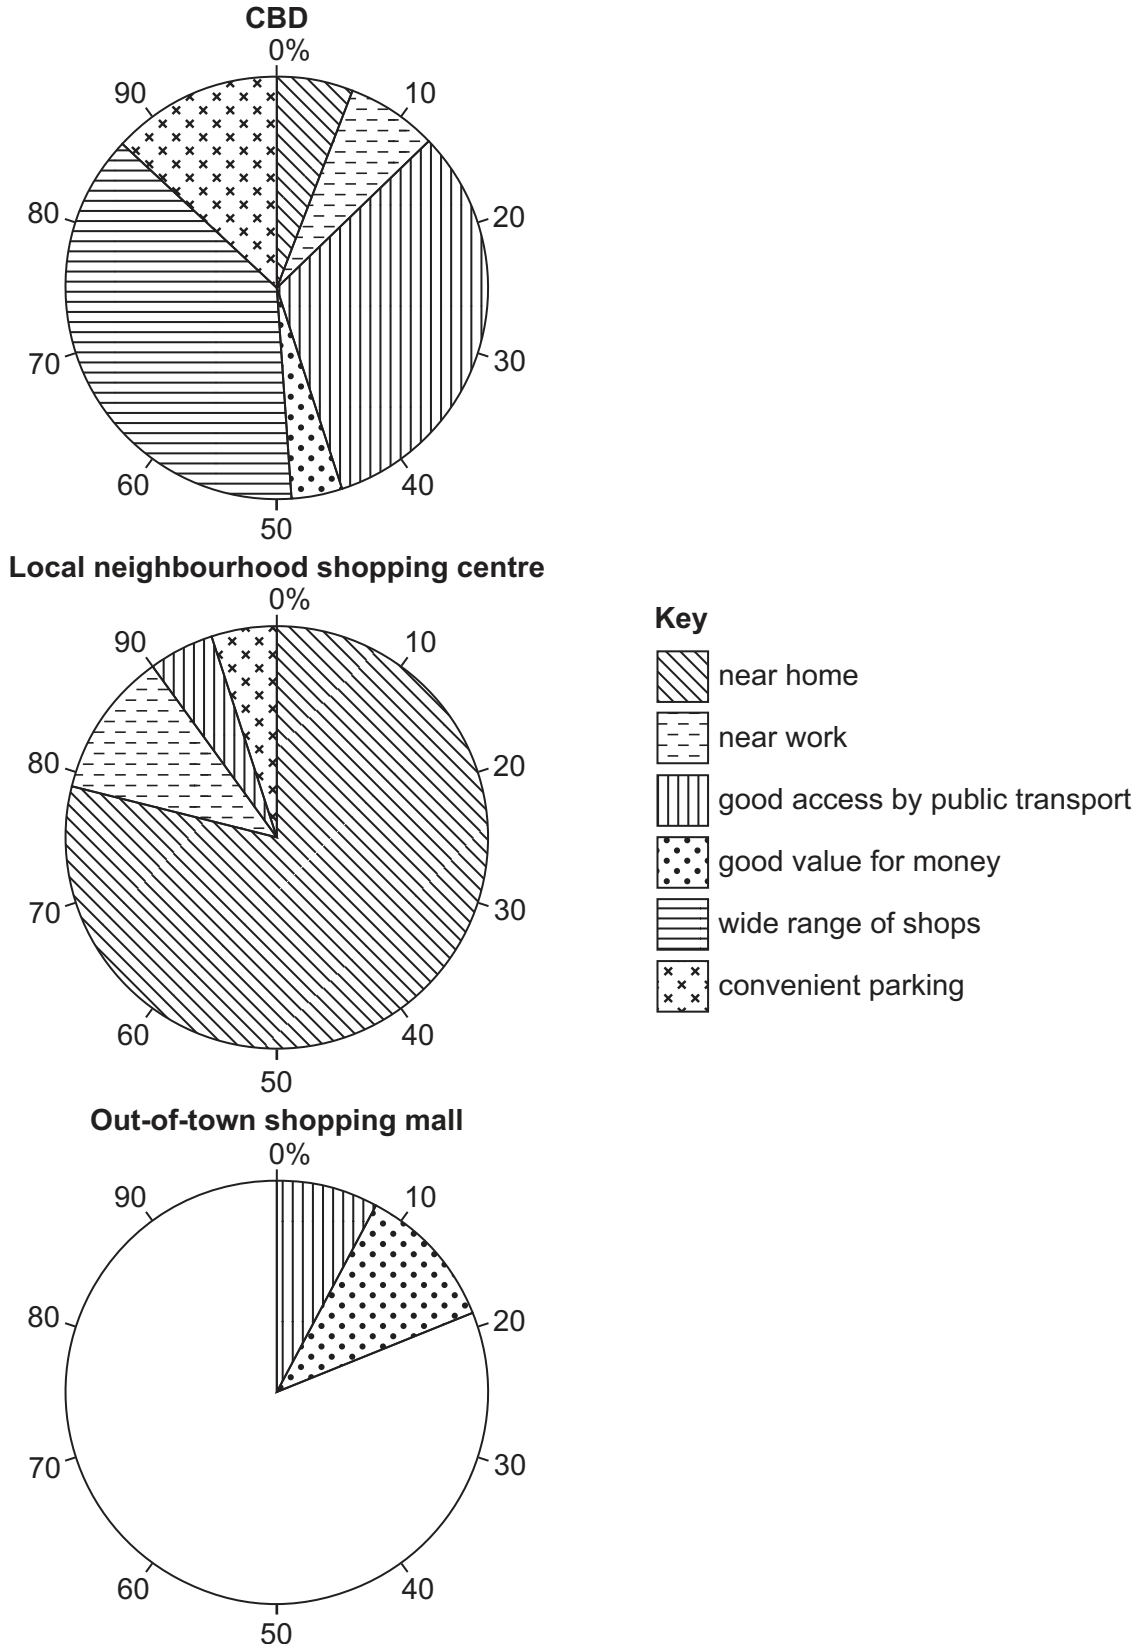 CBD
0%
90 10
80 20
70 30
60 40
50
Local neighbourhood shopping centre
0%
90 10
80 20
70 30
60 40
50
Key
near home
near work
good access by public transport
good value for money
wide range of shops
convenient parking
Out-of-town shopping mall
0%
90 10
80 20
70 30
60 40
50